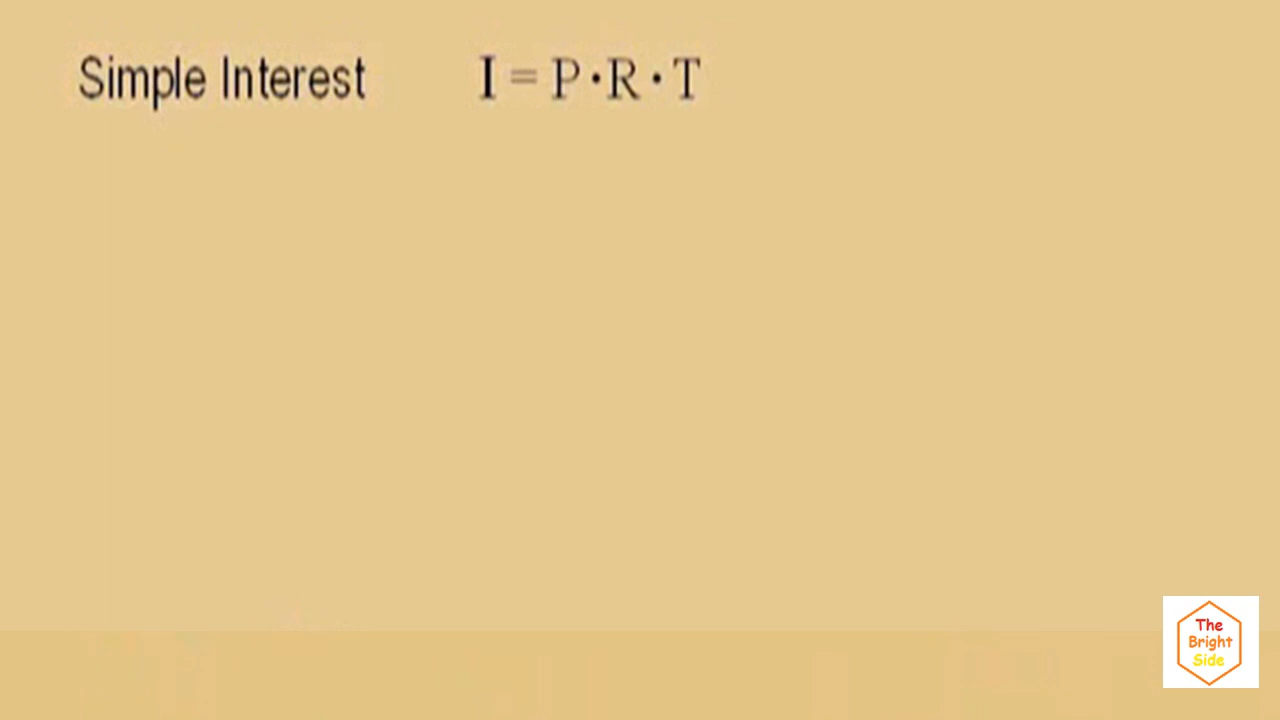 Simple Interest I = P·R·T
The
Bright
Side